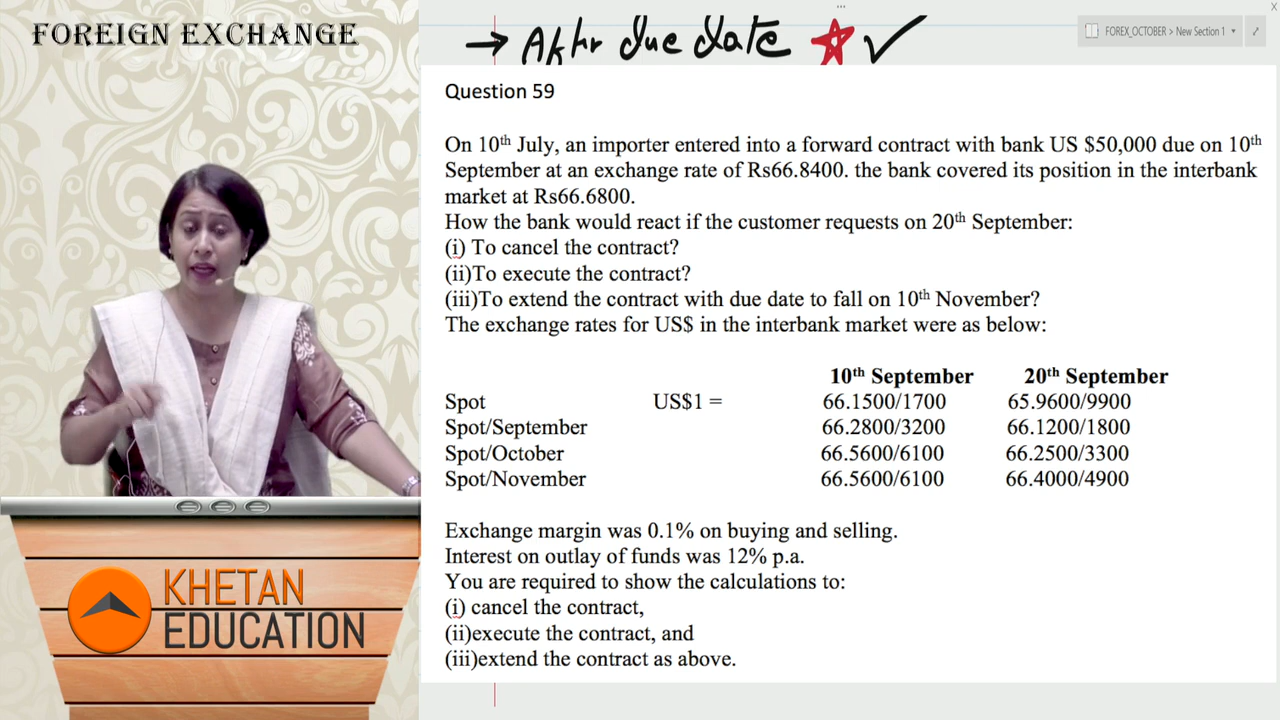 FOREIGN EXCHANGE
→ After due date ✓
FOREX_OCTOBER > New Section 1
Question 59
On 10th July, an importer entered into a forward contract with bank US $50,000 due on 10th
September at an exchange rate of Rs66.8400. the bank covered its position in the interbank
market at Rs66.6800.
How the bank would react if the customer requests on 20th September:
(i) To cancel the contract?
(ii)To execute the contract?
(iii)To extend the contract with due date to fall on 10th November?
The exchange rates for US$ in the interbank market were as below:
10th September 20th September
Spot US$1 = 66.1500/1700 65.9600/9900
Spot/September 66.2800/3200 66.1200/1800
Spot/October 66.5600/6100 66.2500/3300
Spot/November 66.5600/6100 66.4000/4900
Exchange margin was 0.1% on buying and selling.
Interest on outlay of funds was 12% p.a.
You are required to show the calculations to:
(i) cancel the contract,
(ii)execute the contract, and
(iii)extend the contract as above.
KHETAN
EDUCATION